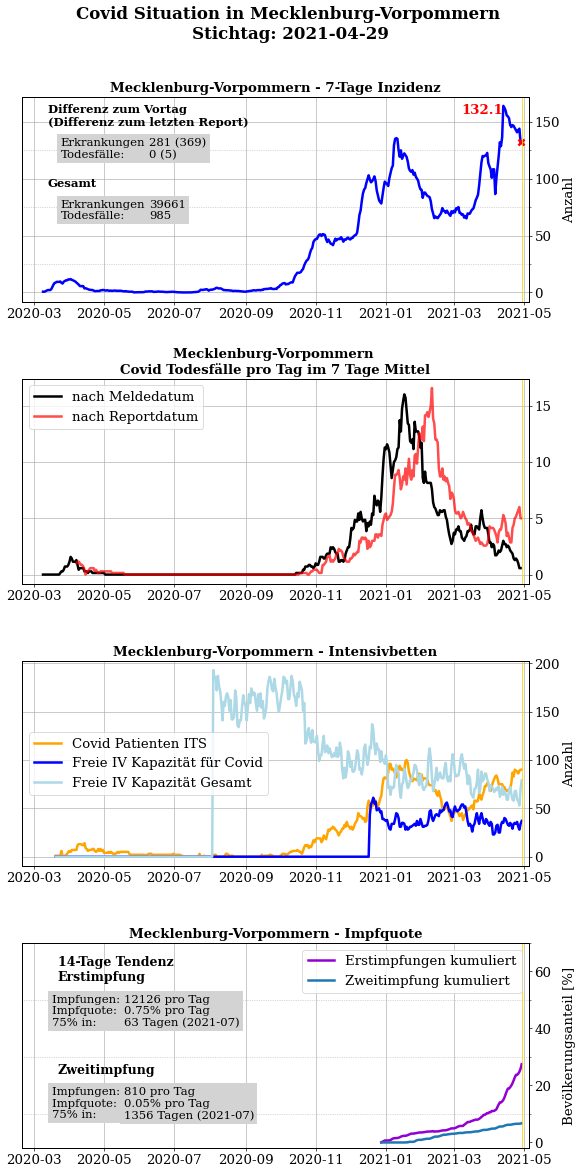 Covid Situation in Mecklenburg-Vorpommern
Stichtag: 2021-04-29
Mecklenburg-Vorpommern - 7-Tage Inzidenz
Differenz zum Vortag
(Differenz zum letzten Report)
Erkrankungen 281 (369)
Todesfälle: 0 (5)
Gesamt
Erkrankungen 39661
Todesfälle: 985
132.1
150
100
50
0
Anzahl
2020-03 2020-05 2020-07 2020-09 2020-11 2021-01 2021-03 2021-05
Mecklenburg-Vorpommern
Covid Todesfälle pro Tag im 7 Tage Mittel
nach Meldedatum
nach Reportdatum
15
10
5
0
2020-03 2020-05 2020-07 2020-09 2020-11 2021-01 2021-03 2021-05
Mecklenburg-Vorpommern - Intensivbetten
Covid Patienten ITS
Freie IV Kapazität für Covid
Freie IV Kapazität Gesamt
200
150
100
50
0
Anzahl
2020-03 2020-05 2020-07 2020-09 2020-11 2021-01 2021-03 2021-05
Mecklenburg-Vorpommern - Impfquote
14-Tage Tendenz
Erstimpfung
Impfungen: 12126 pro Tag
Impfquote: 0.75% pro Tag
75% in: 63 Tagen (2021-07)
Zweitimpfung
Impfungen: 810 pro Tag
Impfquote: 0.05% pro Tag
75% in: 1356 Tagen (2021-07)
Erstimpfungen kumuliert
Zweitimpfung kumuliert
60
40
20
0
Bevölkerungsanteil [%]
2020-03 2020-05 2020-07 2020-09 2020-11 2021-01 2021-03 2021-05